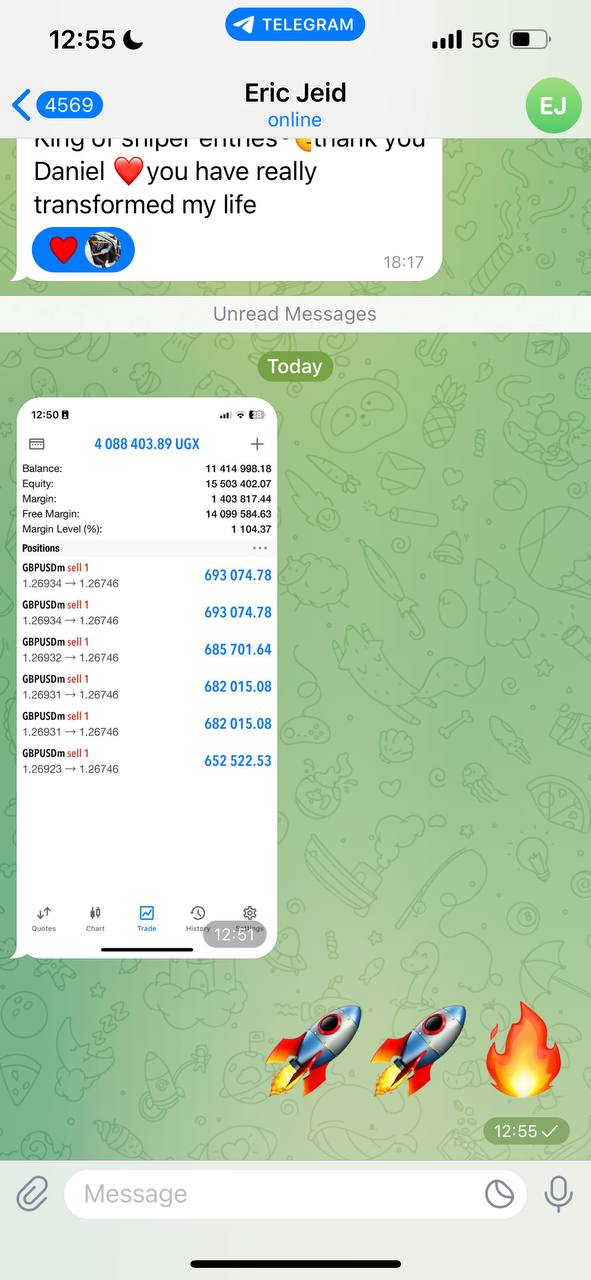 12:55
TELEGRAM
5G
4569
Eric Jeid
online
EJ
King of sniper entries thank you
Daniel ❤️you have really
transformed my life
❤️
18:17
Unread Messages
Today
12:50
28
4 088 403.89 UGX
Balance: 11 414 998.18
Equity: 15 503 402.07
Margin: 1 403 817.44
Free Margin: 14 099 584.63
Margin Level (%): 1 104.37
Positions
GBPUSDm sell 1
1.26934 → 1.26746
693 074.78
GBPUSDm sell 1
1.26934 → 1.26746
693 074.78
GBPUSDm sell 1
1.26932 → 1.26746
685 701.64
GBPUSDm sell 1
1.26931 → 1.26746
682 015.08
GBPUSDm sell 1
1.26931 → 1.26746
682 015.08
GBPUSDm sell 1
1.26923 → 1.26746
652 522.53
Quotes
Chart
Trade
History
Settings
12:51
🚀🚀🔥
12:55
Message